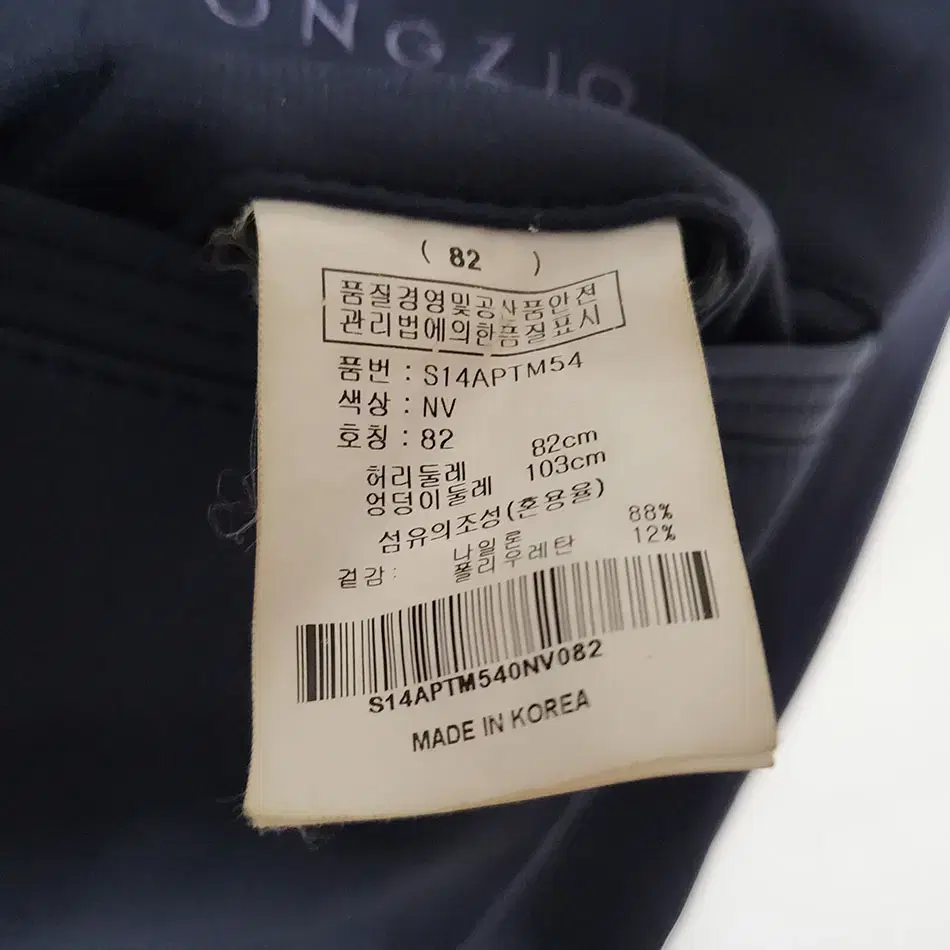 ONGZIO
( 82 )
품질경영및공산품안전
관리법에의한품질표시
품번 : S14APTM54
색상 : NV
호칭 : 82
허리둘레 82cm
엉덩이둘레 103cm
섬유의조성(혼용율)
나일론 88%
겉감: 폴리우레탄 12%
S14APTM540NV082
MADE IN KOREA